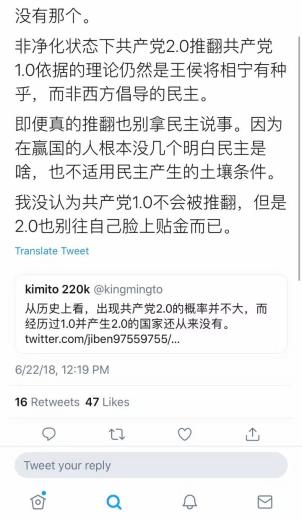 没有那个。
非净化状态下共产党2.0推翻共产党
1.0依据的理论仍然是王侯将相宁有种
乎，而非西方倡导的民主。
即便真的推翻也别拿民主说事。因为
在赢国的人根本没几个明白民主是
啥，也不适用民主产生的土壤条件。
我没认为共产党1.0不会被推翻，但是
2.0也别往自己脸上贴金而已。
Translate Tweet
kimito 220k @kingmingto
从历史上看，出现共产党2.0的概率并不大，而
经历过1.0并产生2.0的国家还从来没有。
twitter.com/jiben97559755/...
6/22/18, 12:19 PM
16 Retweets 47 Likes
Tweet your reply